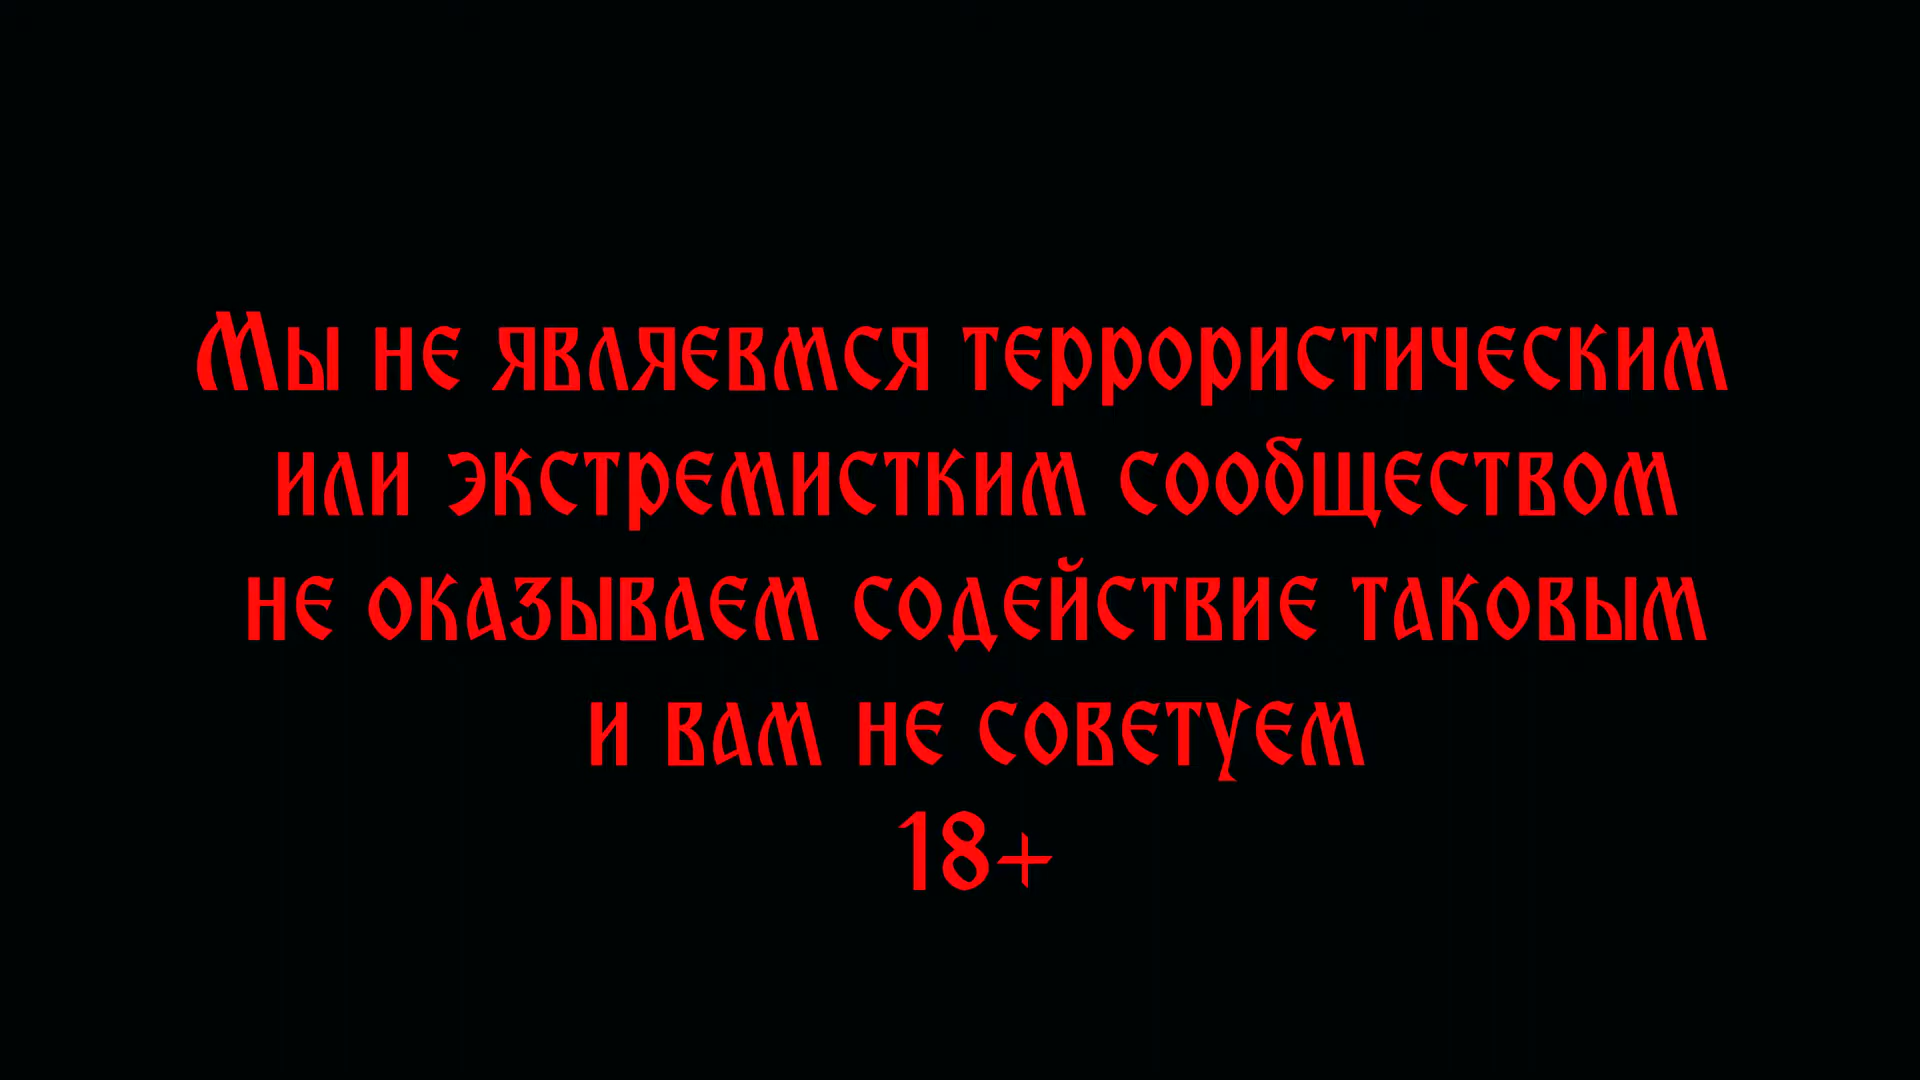 Мы не являевмся террористическим
или экстремистким сообществом
не оказываем содействие таковым
и вам не советуем
18+